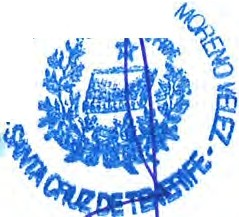 MORENO VELEZ -
SANTA CRUZ DE TENERIFE -